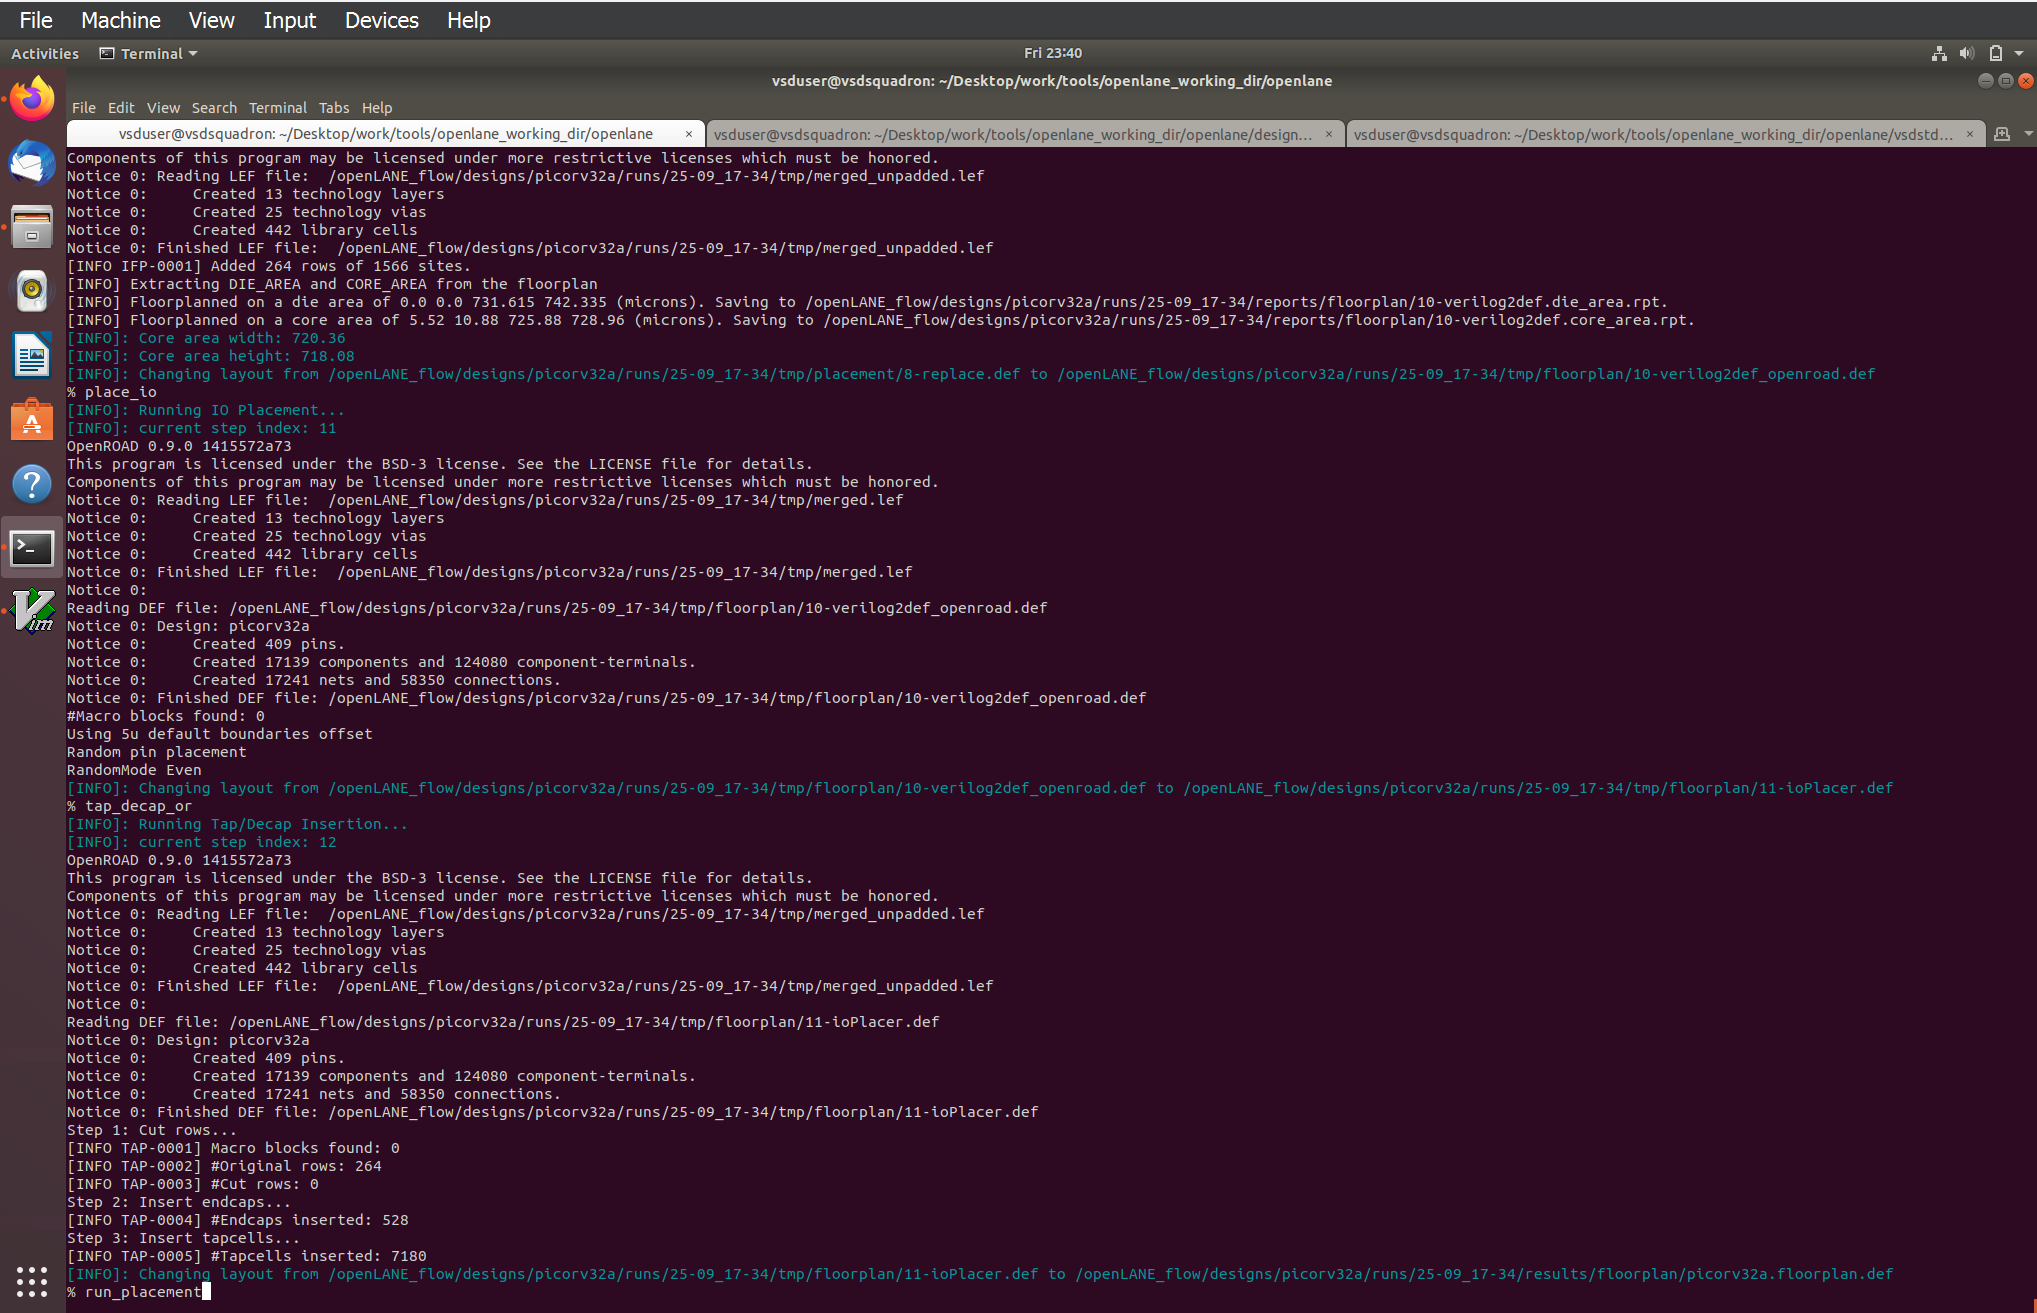 File Machine View Input Devices Help
Activities Terminal Fri 23:40
vsduser@vsdsquadron: ~/Desktop/work/tools/openlane_working_dir/openlane
File Edit View Search Terminal Tabs Help
vsduser@vsdsquadron: ~/Desktop/work/tools/openlane_working_dir/openlane × vsduser@vsdsquadron: ~/Desktop/work/tools/openlane_working_dir/openlane/design... × vsduser@vsdsquadron: ~/Desktop/work/tools/openlane_working_dir/openlane/vsdstd... ×
Components of this program may be licensed under more restrictive licenses which must be honored.
Notice 0: Reading LEF file:  /openLANE_flow/designs/picorv32a/runs/25-09_17-34/tmp/merged_unpadded.lef
Notice 0:     Created 13 technology layers
Notice 0:     Created 25 technology vias
Notice 0:     Created 442 library cells
Notice 0: Finished LEF file:  /openLANE_flow/designs/picorv32a/runs/25-09_17-34/tmp/merged_unpadded.lef
[INFO IFP-0001] Added 264 rows of 1566 sites.
[INFO] Extracting DIE_AREA and CORE_AREA from the floorplan
[INFO] Floorplanned on a die area of 0.0 0.0 731.615 742.335 (microns). Saving to /openLANE_flow/designs/picorv32a/runs/25-09_17-34/reports/floorplan/10-verilog2def.die_area.rpt.
[INFO] Floorplanned on a core area of 5.52 10.88 725.88 728.96 (microns). Saving to /openLANE_flow/designs/picorv32a/runs/25-09_17-34/reports/floorplan/10-verilog2def.core_area.rpt.
[INFO]: Core area width: 720.36
[INFO]: Core area height: 718.08
[INFO]: Changing layout from /openLANE_flow/designs/picorv32a/runs/25-09_17-34/tmp/placement/8-replace.def to /openLANE_flow/designs/picorv32a/runs/25-09_17-34/tmp/floorplan/10-verilog2def_openroad.def
% place_io
[INFO]: Running IO Placement...
[INFO]: current step index: 11
OpenROAD 0.9.0 1415572a73
This program is licensed under the BSD-3 license. See the LICENSE file for details.
Components of this program may be licensed under more restrictive licenses which must be honored.
Notice 0: Reading LEF file:  /openLANE_flow/designs/picorv32a/runs/25-09_17-34/tmp/merged.lef
Notice 0:     Created 13 technology layers
Notice 0:     Created 25 technology vias
Notice 0:     Created 442 library cells
Notice 0: Finished LEF file:  /openLANE_flow/designs/picorv32a/runs/25-09_17-34/tmp/merged.lef
Notice 0:
Reading DEF file: /openLANE_flow/designs/picorv32a/runs/25-09_17-34/tmp/floorplan/10-verilog2def_openroad.def
Notice 0: Design: picorv32a
Notice 0:     Created 409 pins.
Notice 0:     Created 17139 components and 124080 component-terminals.
Notice 0:     Created 17241 nets and 58350 connections.
Notice 0: Finished DEF file: /openLANE_flow/designs/picorv32a/runs/25-09_17-34/tmp/floorplan/10-verilog2def_openroad.def
#Macro blocks found: 0
Using 5u default boundaries offset
Random pin placement
RandomMode Even
[INFO]: Changing layout from /openLANE_flow/designs/picorv32a/runs/25-09_17-34/tmp/floorplan/10-verilog2def_openroad.def to /openLANE_flow/designs/picorv32a/runs/25-09_17-34/tmp/floorplan/11-ioPlacer.def
% tap_decap_or
[INFO]: Running Tap/Decap Insertion...
[INFO]: current step index: 12
OpenROAD 0.9.0 1415572a73
This program is licensed under the BSD-3 license. See the LICENSE file for details.
Components of this program may be licensed under more restrictive licenses which must be honored.
Notice 0: Reading LEF file:  /openLANE_flow/designs/picorv32a/runs/25-09_17-34/tmp/merged_unpadded.lef
Notice 0:     Created 13 technology layers
Notice 0:     Created 25 technology vias
Notice 0:     Created 442 library cells
Notice 0: Finished LEF file:  /openLANE_flow/designs/picorv32a/runs/25-09_17-34/tmp/merged_unpadded.lef
Notice 0:
Reading DEF file: /openLANE_flow/designs/picorv32a/runs/25-09_17-34/tmp/floorplan/11-ioPlacer.def
Notice 0: Design: picorv32a
Notice 0:     Created 409 pins.
Notice 0:     Created 17139 components and 124080 component-terminals.
Notice 0:     Created 17241 nets and 58350 connections.
Notice 0: Finished DEF file: /openLANE_flow/designs/picorv32a/runs/25-09_17-34/tmp/floorplan/11-ioPlacer.def
Step 1: Cut rows...
[INFO TAP-0001] Macro blocks found: 0
[INFO TAP-0002] #Original rows: 264
[INFO TAP-0003] #Cut rows: 0
Step 2: Insert endcaps...
[INFO TAP-0004] #Endcaps inserted: 528
Step 3: Insert tapcells...
[INFO TAP-0005] #Tapcells inserted: 7180
[INFO]: Changing layout from /openLANE_flow/designs/picorv32a/runs/25-09_17-34/tmp/floorplan/11-ioPlacer.def to /openLANE_flow/designs/picorv32a/runs/25-09_17-34/results/floorplan/picorv32a.floorplan.def
% run_placement